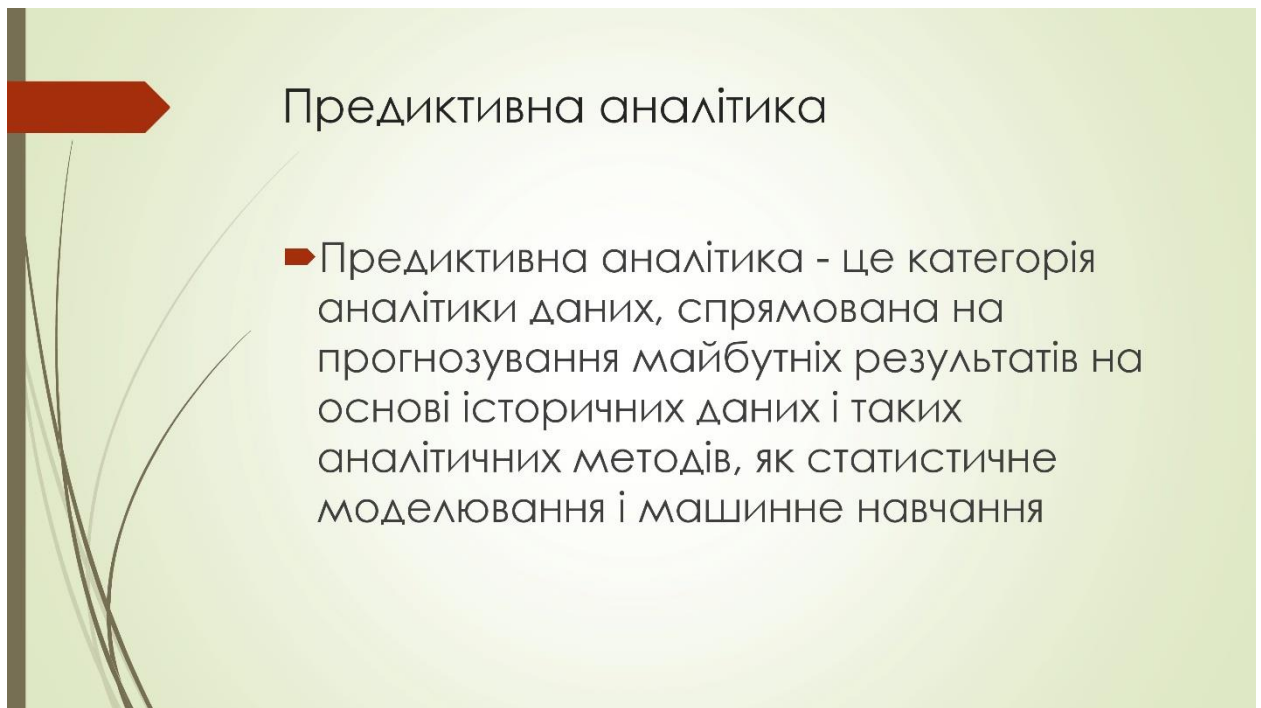 Предиктивна аналітика
Предиктивна аналітика - це категорія
аналітики даних, спрямована на
прогнозування майбутніх результатів на
основі історичних даних і таких
аналітичних методів, як статистичне
моделювання і машинне навчання